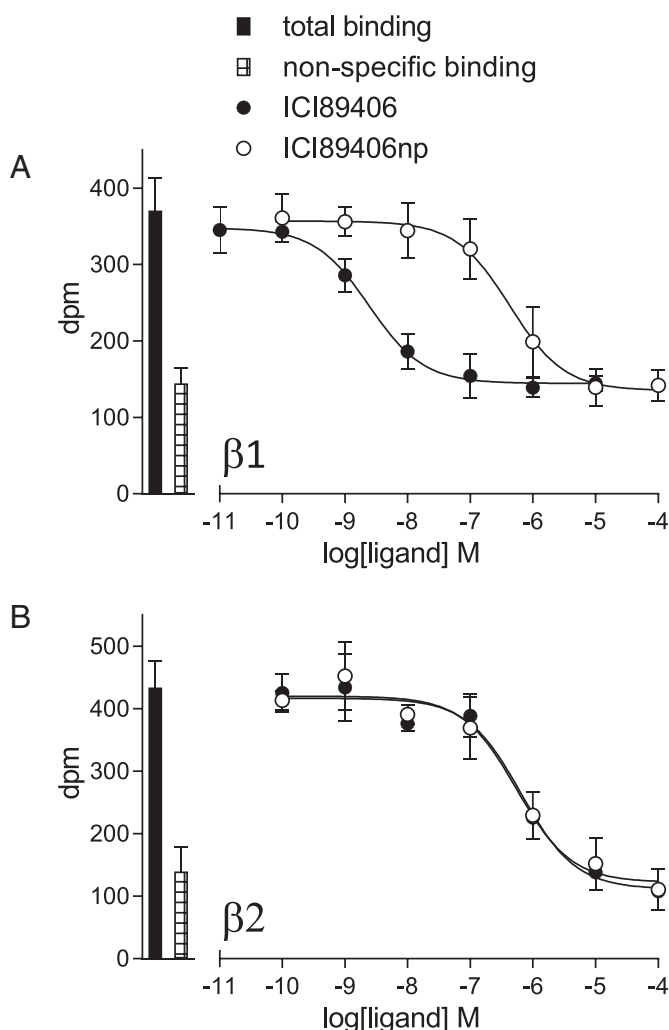 total binding
non-specific binding
ICI89406
ICI89406np
A
400
300
200
100
0
dpm
β1
-11 -10 -9 -8 -7 -6 -5 -4
log[ligand] M
B
500
400
300
200
100
0
dpm
β2
-11 -10 -9 -8 -7 -6 -5 -4
log[ligand] M